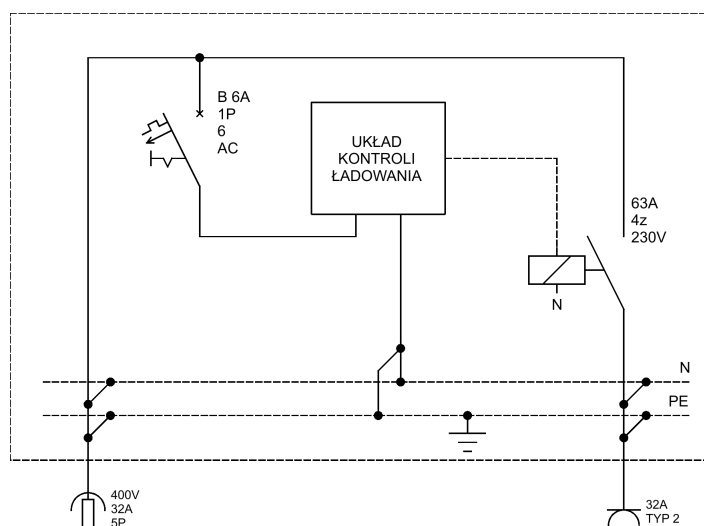 B 6A
1P
6
AC
UKŁAD
KONTROLI
ŁADOWANIA
63A
4z
230V
N
N
PE
400V
32A
5P
32A
TYP 2